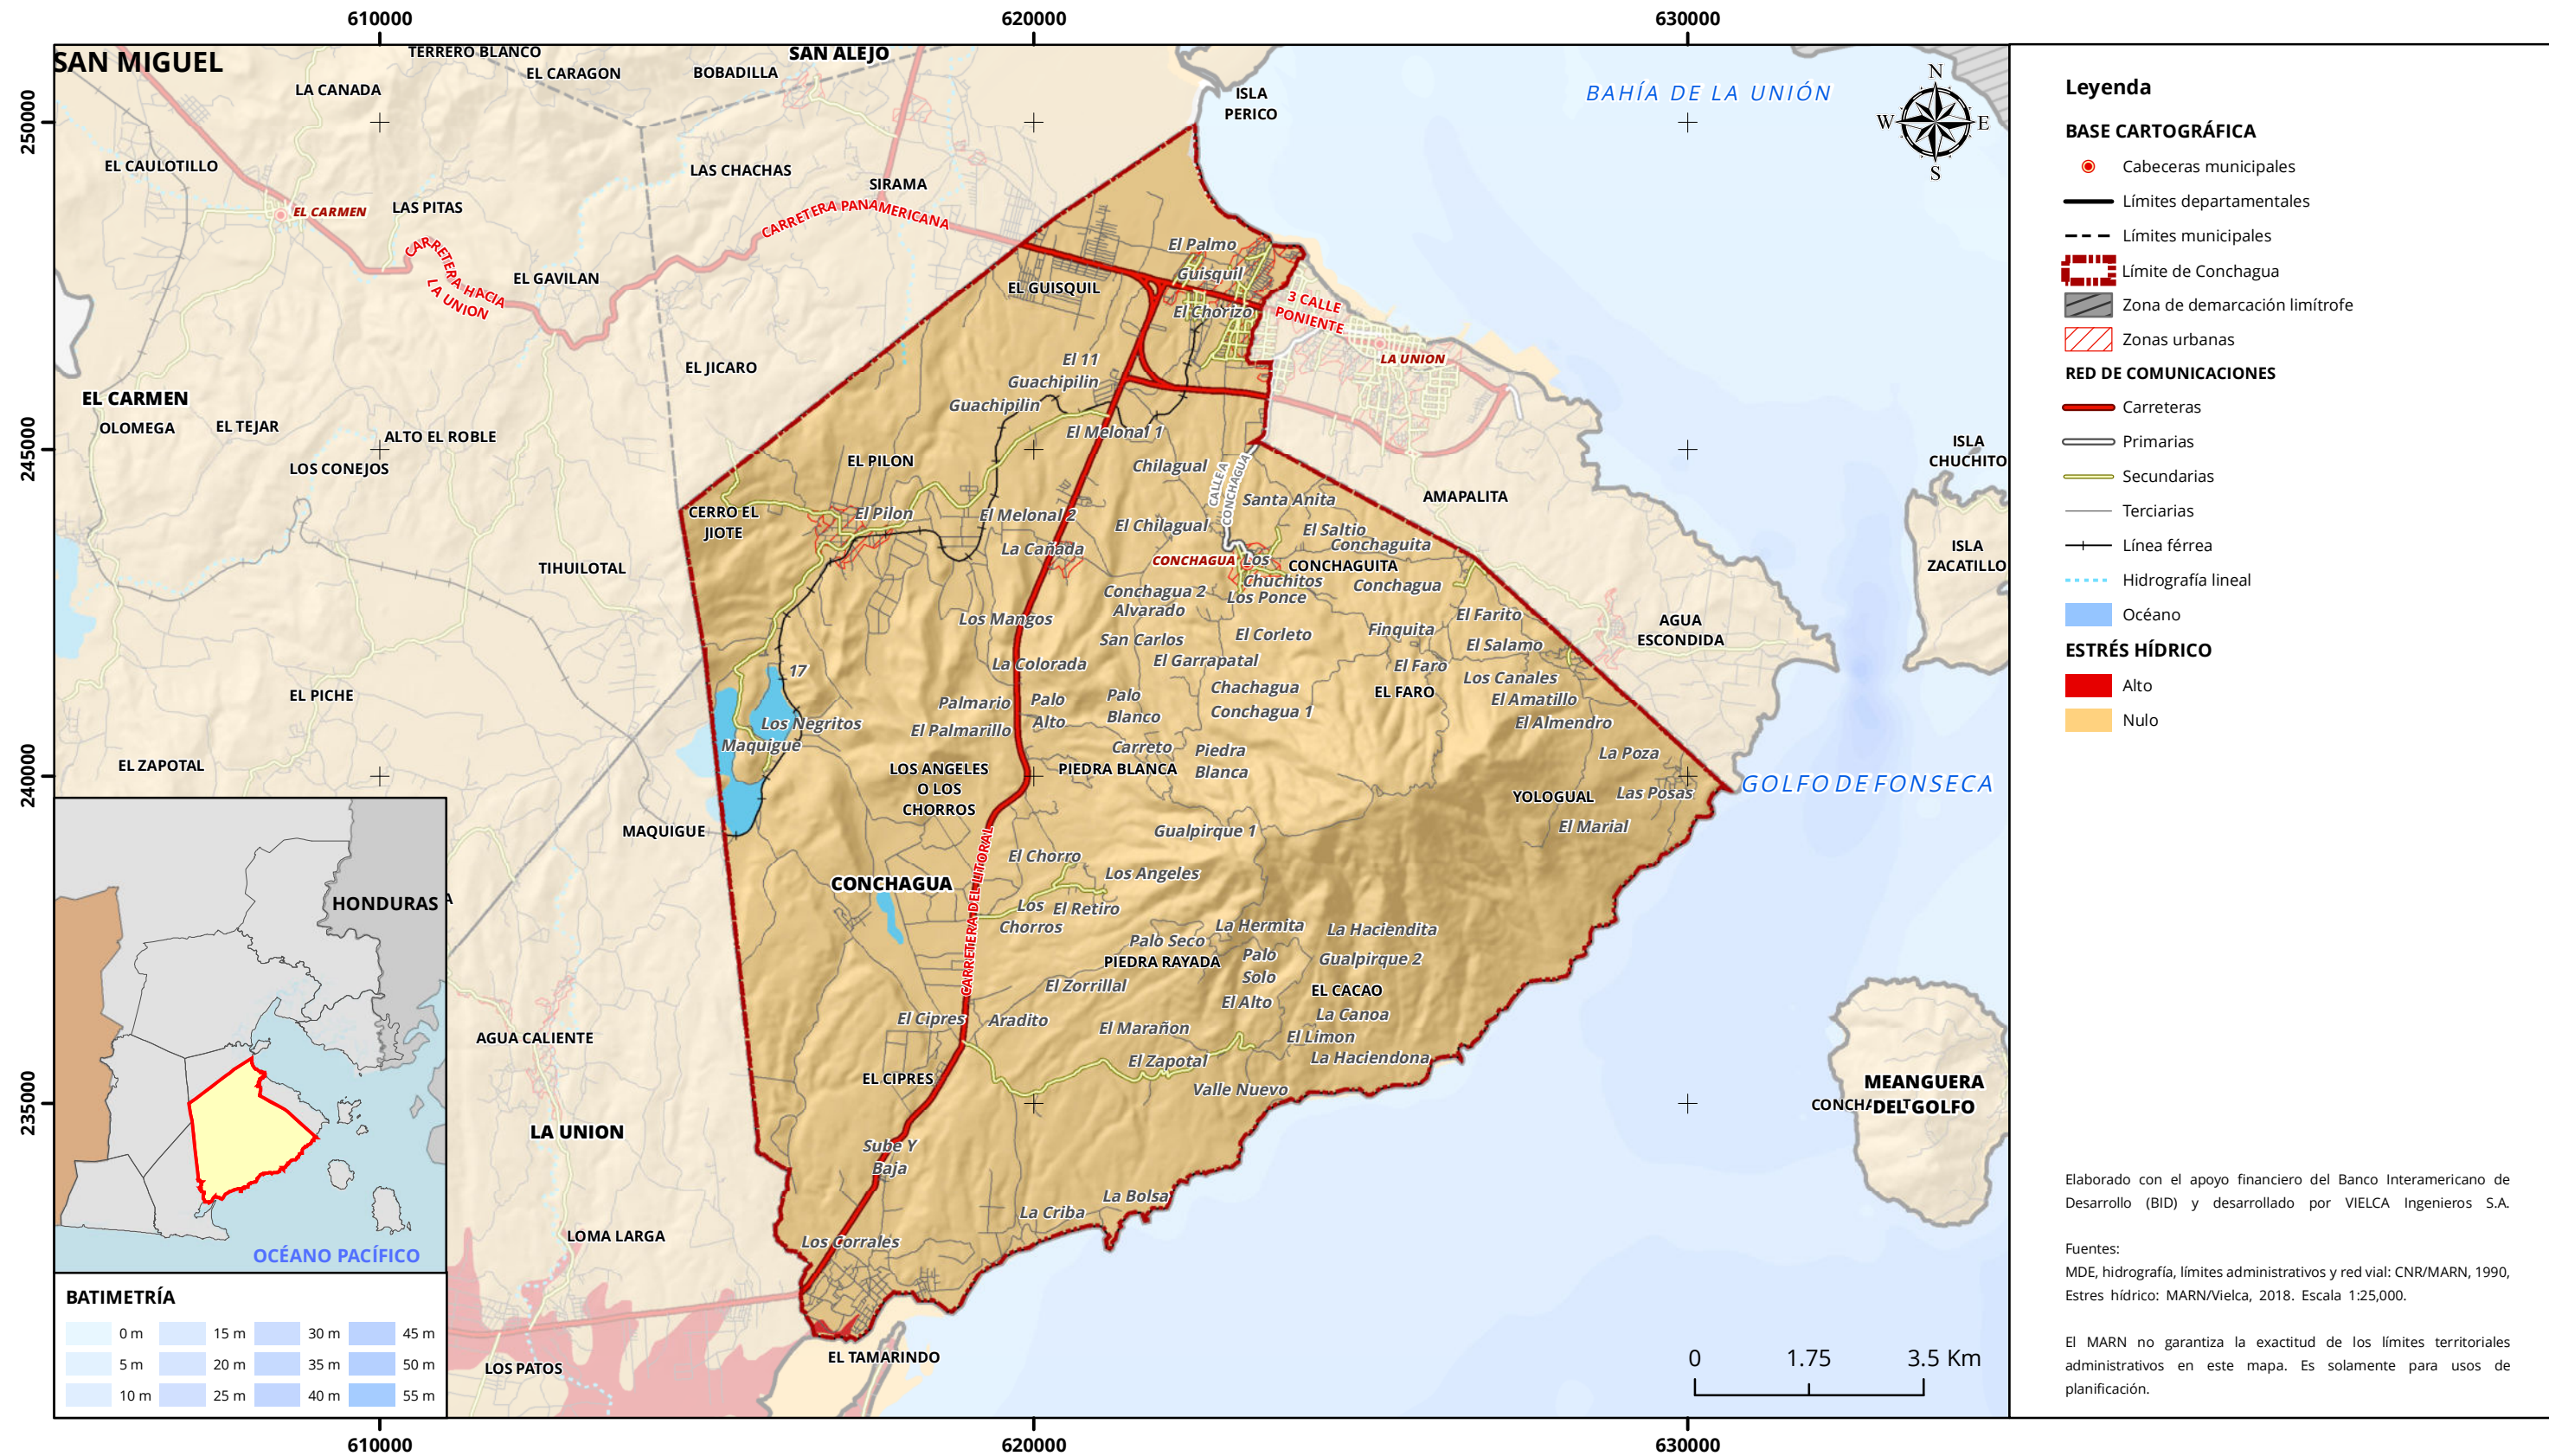 610000
620000
630000
SAN MIGUEL
TERRERO BLANCO
SAN ALEJO
EL CARAGON
BOBADILLA
LA CANADA
ISLA
PERICO
BAHÍA DE LA UNIÓN
N
W
E
S
250000
EL CAULOTILLO
LAS CHACHAS
SIRAMA
EL CARMEN
LAS PITAS
CARRETERA PANAMERICANA
CARRETERA HACIA
LA UNION
EL GAVILAN
El Palmo
Guisquil
EL GUISQUIL
El Chorizo
3 CALLE
PONIENTE
LA UNION
EL JICARO
El 11
Guachipilin
Guachipilin
EL CARMEN
OLOMEGA
EL TEJAR
ALTO EL ROBLE
LOS CONEJOS
245000
El Melonal 1
EL PILON
Chilagual
CALLE A
CONCHAGUA
ISLA
CHUCHITO
Santa Anita
AMAPALITA
CERRO EL
JIOTE
El Pilon
El Melonal 2
El Chilagual
El Saltio
Conchaguita
La Cañada
CONCHAGUA
Los
Chuchitos
CONCHAGUITA
ISLA
ZACATILLO
TIHUILOTAL
Conchagua
Conchagua 2
Los Ponce
Alvarado
Los Mangos
El Farito
AGUA
ESCONDIDA
San Carlos
El Corleto
Finquita
El Salamo
La Colorada
El Garrapatal
El Faro
17
Los Canales
EL PICHE
Palmario
Palo
Alto
Palo
Blanco
Chachagua
Conchagua 1
EL FARO
El Amatillo
Los Negritos
El Palmarillo
El Almendro
Maquigue
Carreto
Piedra
Blanca
La Poza
EL ZAPOTAL
240000
LOS ANGELES
O LOS
CHORROS
PIEDRA BLANCA
GOLFO DE FONSECA
YOLOGUAL
Las Posas
MAQUIGUE
Gualpirque 1
El Marial
El Chorro
Los Angeles
CONCHAGUA
CARRETERA DEL LITORAL
Los
Chorros
El Retiro
La Hermita
La Haciendita
Palo Seco
PIEDRA RAYADA
Palo
Solo
Gualpirque 2
El Zorrillal
EL CACAO
El Alto
El Cipres
Aradito
La Canoa
El Marañon
El Limon
AGUA CALIENTE
El Zapotal
La Haciendona
EL CIPRES
Valle Nuevo
235000
MEANGUERA
DEL GOLFO
LA UNION
Sube Y
Baja
La Bolsa
La Criba
LOMA LARGA
Los Corrales
EL TAMARINDO
LOS PATOS
HONDURAS
OCÉANO PACÍFICO
BATIMETRÍA
0 m
15 m
30 m
45 m
5 m
20 m
35 m
50 m
10 m
25 m
40 m
55 m
0
1.75
3.5 Km
610000
620000
630000
Leyenda
BASE CARTOGRÁFICA
Cabeceras municipales
Límites departamentales
Límites municipales
Límite de Conchagua
Zona de demarcación limítrofe
Zonas urbanas
RED DE COMUNICACIONES
Carreteras
Primarias
Secundarias
Terciarias
Línea férrea
Hidrografía lineal
Océano
ESTRÉS HÍDRICO
Alto
Nulo
Elaborado con el apoyo financiero del Banco Interamericano de
Desarrollo (BID) y desarrollado por VIELCA Ingenieros S.A.
Fuentes:
MDE, hidrografía, límites administrativos y red vial: CNR/MARN, 1990,
Estres hídrico: MARN/Vielca, 2018. Escala 1:25,000.
El MARN no garantiza la exactitud de los límites territoriales
administrativos en este mapa. Es solamente para usos de
planificación.